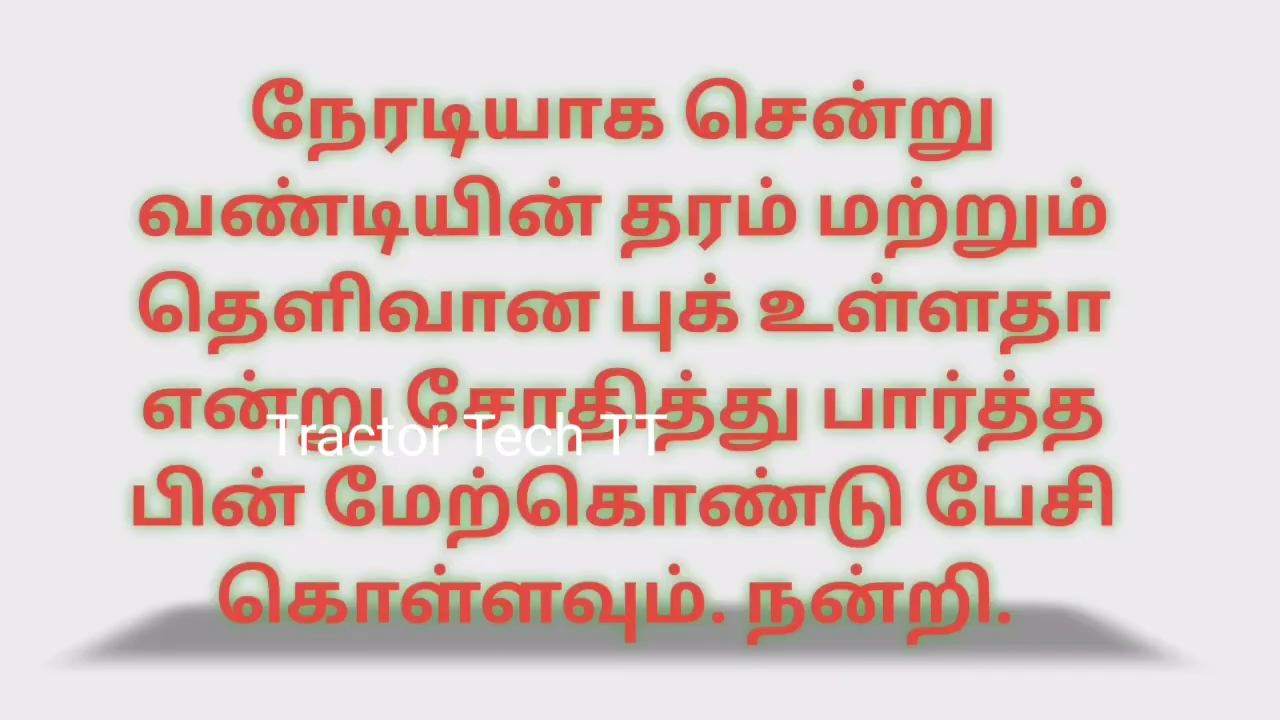 நேரடியாக சென்று
வண்டியின் தரம் மற்றும்
தெளிவான புக் உள்ளதா
என்று சோதித்து பார்த்த
Tractor Tech TT
பின் மேற்கொண்டு பேசி
கொள்ளவும். நன்றி.